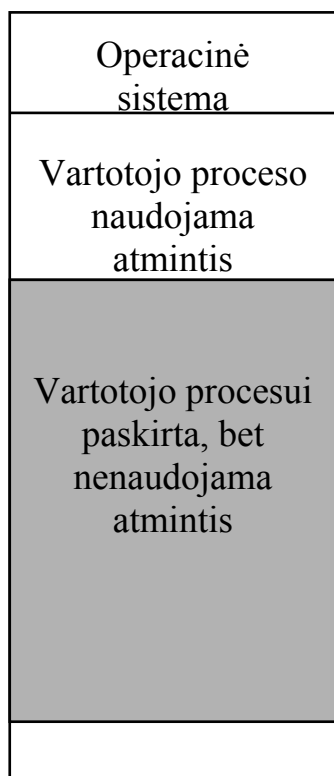 Operacinė
sistema
Vartotojo proceso
naudojama
atmintis
Vartotojo procesui
paskirta, bet
nenaudojama
atmintis